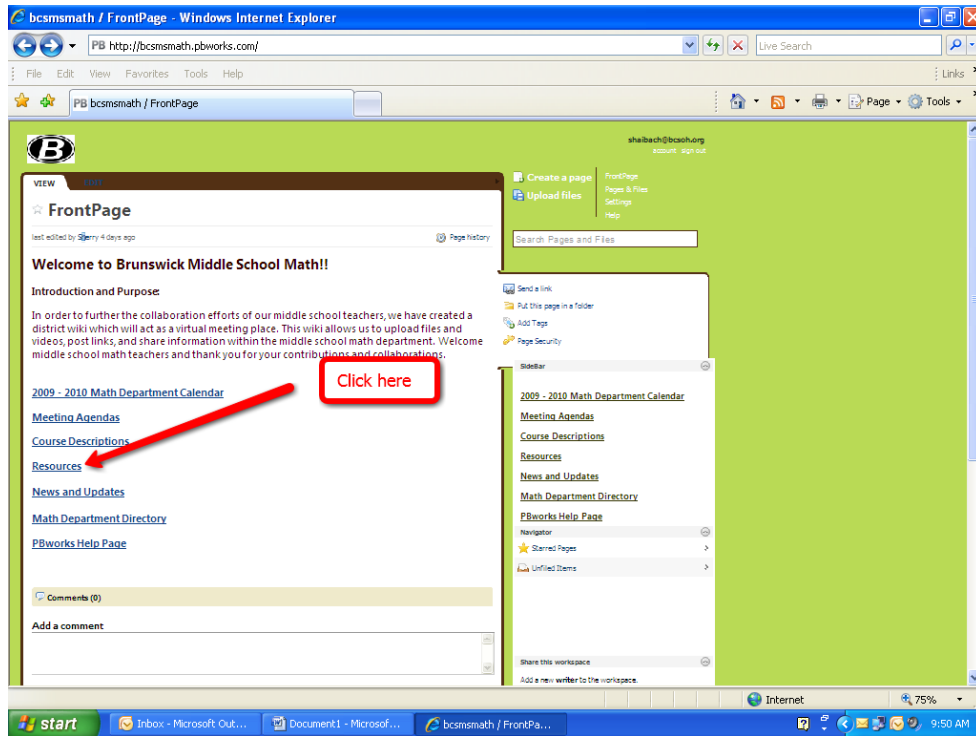 bcsmsmath / FrontPage - Windows Internet Explorer
PB http://bcsmsmath.pbworks.com/
Live Search
File Edit View Favorites Tools Help
Links
PB bcsmsmath / FrontPage
Page Tools
B
shaibach@bcsoh.org
account sign out
VIEW EDIT
Create a page
Upload files
FrontPage
Pages & Files
Settings
Help
FrontPage
last edited by Sherry 4 days ago
Page history
Search Pages and Files
Welcome to Brunswick Middle School Math!!
Introduction and Purpose:
In order to further the collaboration efforts of our middle school teachers, we have created a
district wiki which will act as a virtual meeting place. This wiki allows us to upload files and
videos, post links, and share information within the middle school math department. Welcome
middle school math teachers and thank you for your contributions and collaborations.
Click here
2009 - 2010 Math Department Calendar
Meeting Agendas
Course Descriptions
Resources
News and Updates
Math Department Directory
PBworks Help Page
Comments (0)
Add a comment
Send a link
Put this page in a folder
Add Tags
Page Security
SideBar
2009 - 2010 Math Department Calendar
Meeting Agendas
Course Descriptions
Resources
News and Updates
Math Department Directory
PBworks Help Page
Navigator
Starred Pages
Unfiled Items
Share this workspace
Add a new writer to the workspace.
Internet
75%
start
Inbox - Microsoft Out...
Document1 - Microsof...
bcsmsmath / FrontPa...
9:50 AM